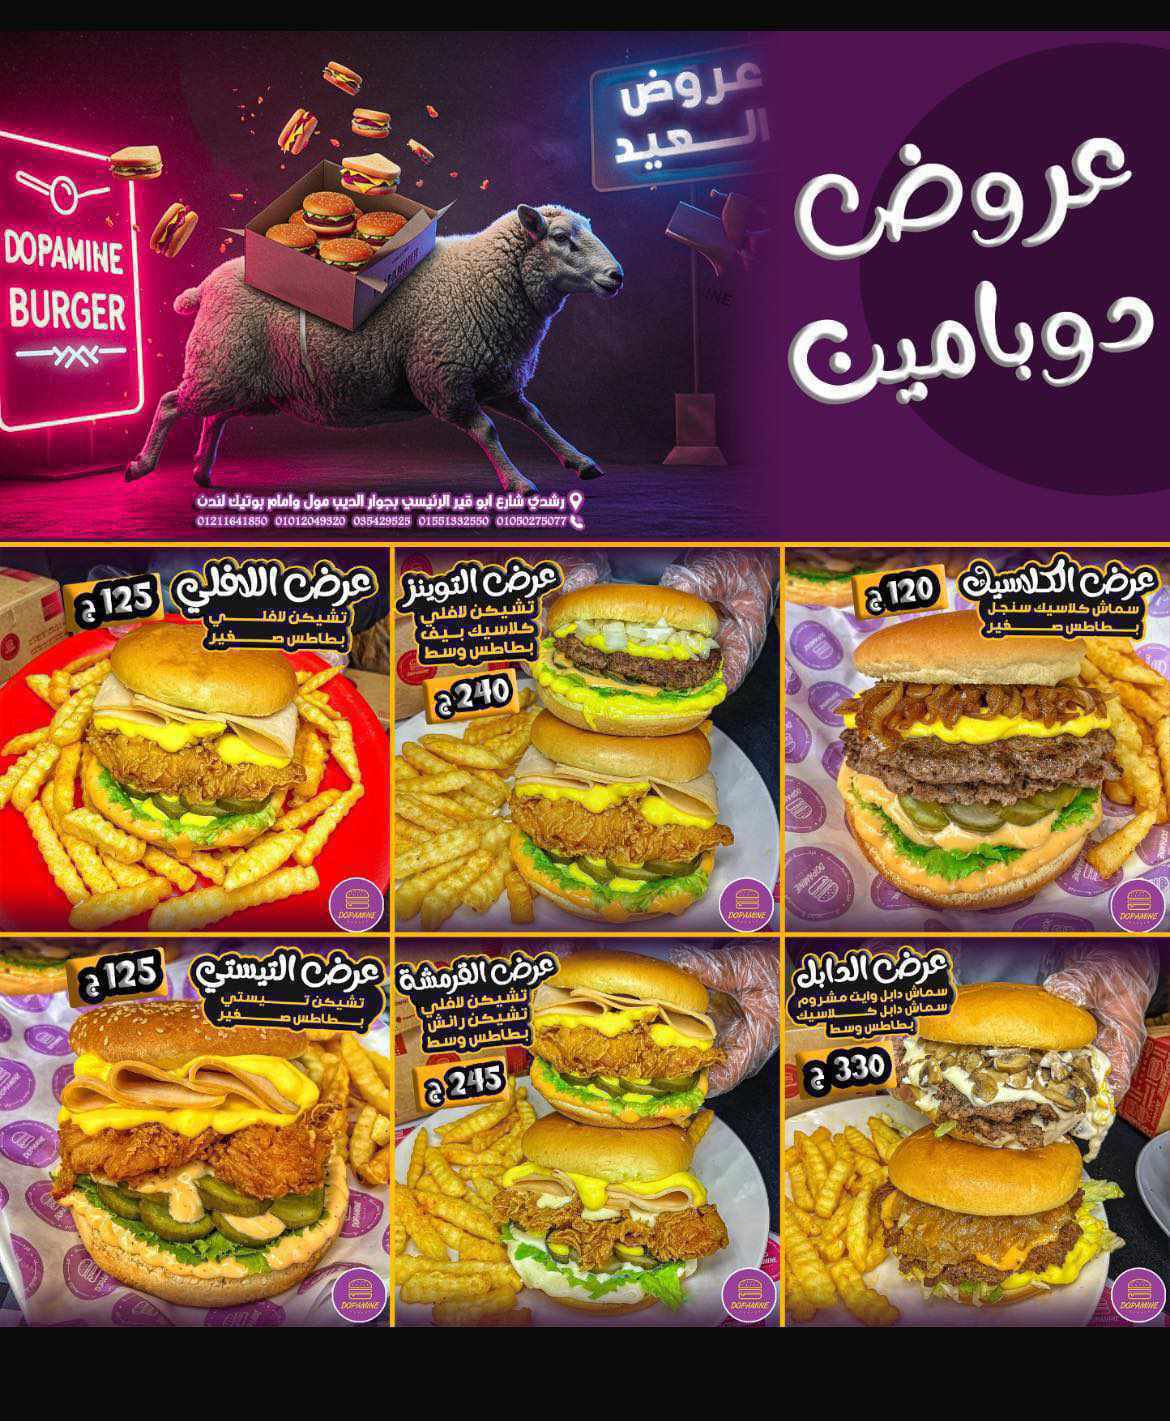 عروض
العيد
عروض
دوبامين
DOPAMINE
BURGER
رشدي شارع ابو قير الرئيسي بجوار الديب مول وامام بوتيك لندن
01211641850 01012049320 035429525 01551332550 01050275077
عرض الكلاسيك
120 ج
سماش كلاسيك سنجل
بطاطس صغير
DOPAMINE
عرض التوينز
تشيكن لافلي
كلاسيك بيف
بطاطس وسط
240 ج
DOPAMINE
عرض اللافلي
125 ج
تشيكن لافلي
بطاطس صغير
DOPAMINE
عرض الدابل
سماش دابل وايت مشروم
سماش دابل كلاسيك
بطاطس وسط
330 ج
DOPAMINE
عرض القرمشة
تشيكن لافلي
تشيكن رانش
بطاطس وسط
245 ج
DOPAMINE
عرض التيستي
125 ج
تشيكن تيستي
بطاطس صغير
DOPAMINE